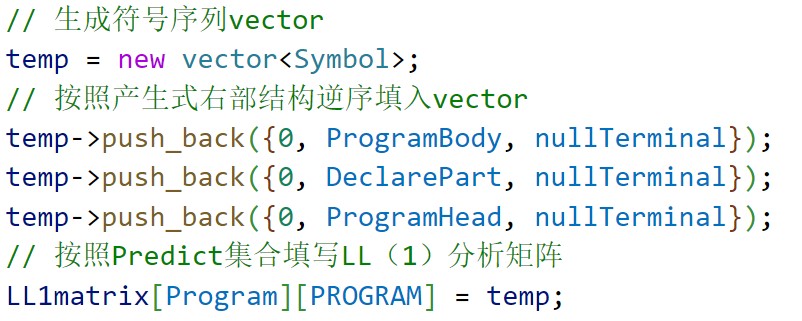 // 生成符号序列vector
temp = new vector<Symbol>;
// 按照产生式右部结构逆序填入vector
temp->push_back({0, ProgramBody, nullTerminal});
temp->push_back({0, DeclarePart, nullTerminal});
temp->push_back({0, ProgramHead, nullTerminal});
// 按照Predict集合填写LL（1）分析矩阵
LL1matrix[Program][PROGRAM] = temp;